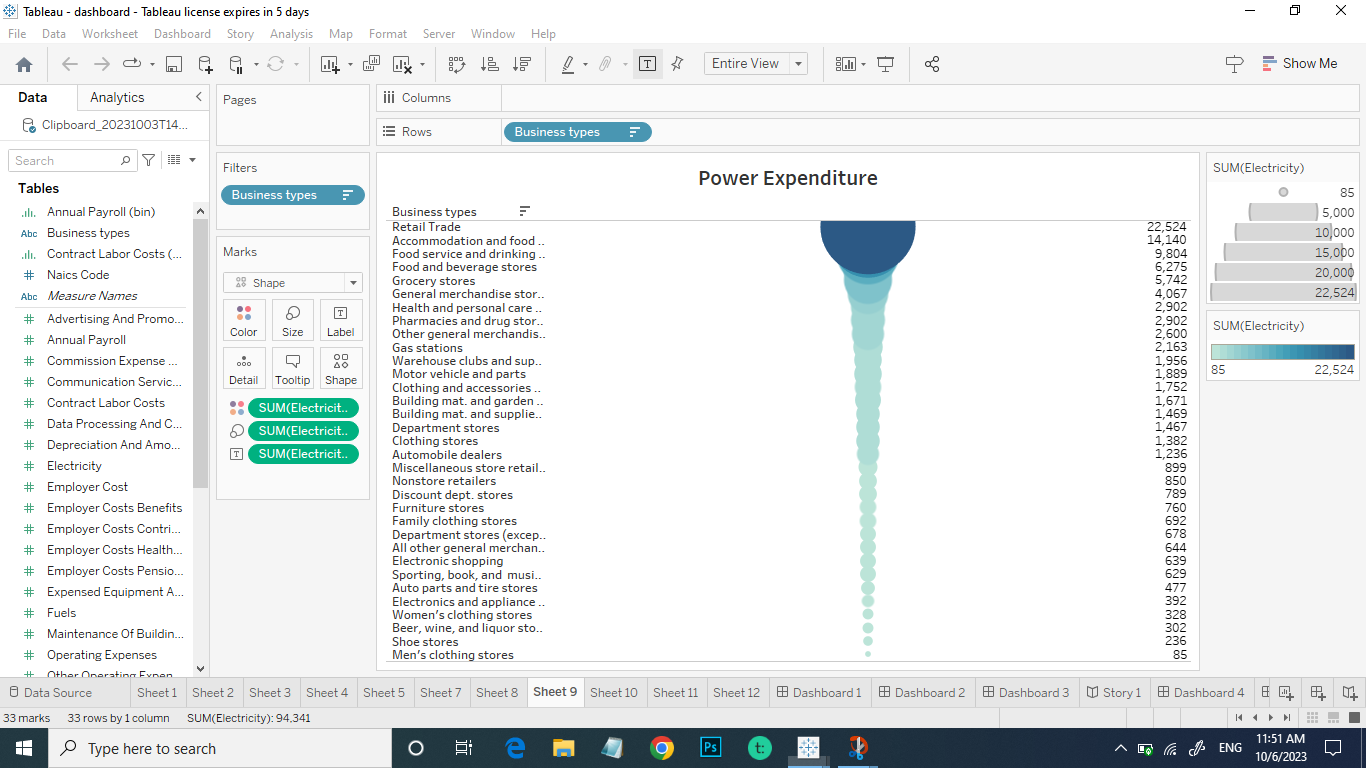 Tableau - dashboard - Tableau license expires in 5 days
File Data Worksheet Dashboard Story Analysis Map Format Server Window Help
Entire View
Show Me
Data Analytics
Clipboard_20231003T14...
Search
Tables
Annual Payroll (bin)
Abc Business types
Contract Labor Costs (...
# Naics Code
Abc Measure Names
# Advertising And Promo...
# Annual Payroll
# Commission Expense ...
# Communication Servic...
# Contract Labor Costs
# Data Processing And C...
# Depreciation And Amo...
# Electricity
# Employer Cost
# Employer Costs Benefits
# Employer Costs Contri...
# Employer Costs Health...
# Employer Costs Pensio...
# Expensed Equipment A...
# Fuels
# Maintenance Of Buildin...
# Operating Expenses
# Other Operating Expen...
Pages
Filters
Business types
Marks
Shape
Color Size Label
Detail Tooltip Shape
SUM(Electricit..
SUM(Electricit..
SUM(Electricit..
Columns
Rows
Business types
Power Expenditure
Business types
Retail Trade 22,524
Accommodation and food .. 14,140
Food service and drinking .. 9,804
Food and beverage stores 6,275
Grocery stores 5,742
General merchandise stor.. 4,067
Health and personal care .. 2,902
Pharmacies and drug stor.. 2,902
Other general merchandis.. 2,600
Gas stations 2,163
Warehouse clubs and sup.. 1,956
Motor vehicle and parts 1,889
Clothing and accessories .. 1,752
Building mat. and garden .. 1,671
Building mat. and supplie.. 1,469
Department stores 1,467
Clothing stores 1,382
Automobile dealers 1,236
Miscellaneous store retail.. 899
Nonstore retailers 850
Discount dept. stores 789
Furniture stores 760
Family clothing stores 692
Department stores (excep.. 678
All other general merchan.. 644
Electronic shopping 639
Sporting, book, and musi.. 629
Auto parts and tire stores 477
Electronics and appliance .. 392
Women's clothing stores 328
Beer, wine, and liquor sto.. 302
Shoe stores 236
Men's clothing stores 85
SUM(Electricity)
85
5,000
10,000
15,000
20,000
22,524
SUM(Electricity)
85 22,524
Data Source Sheet 1 Sheet 2 Sheet 3 Sheet 4 Sheet 5 Sheet 7 Sheet 8 Sheet 9 Sheet 10 Sheet 11 Sheet 12 Dashboard 1 Dashboard 2 Dashboard 3 Story 1 Dashboard 4
33 marks 33 rows by 1 column SUM(Electricity): 94,341
Type here to search
Ps
t:
ENG
11:51 AM
10/6/2023